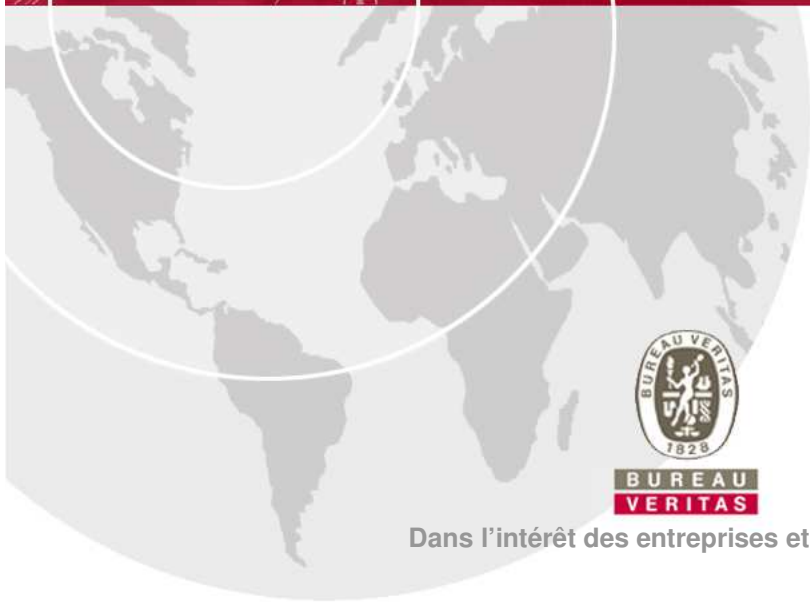 BUREAU VERITAS
1828
BUREAU
VERITAS
Dans l'intérêt des entreprises et